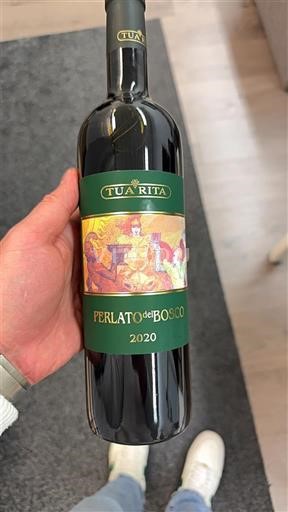 TUA RITA
TUA RITA
PERLATO del BOSCO
2020